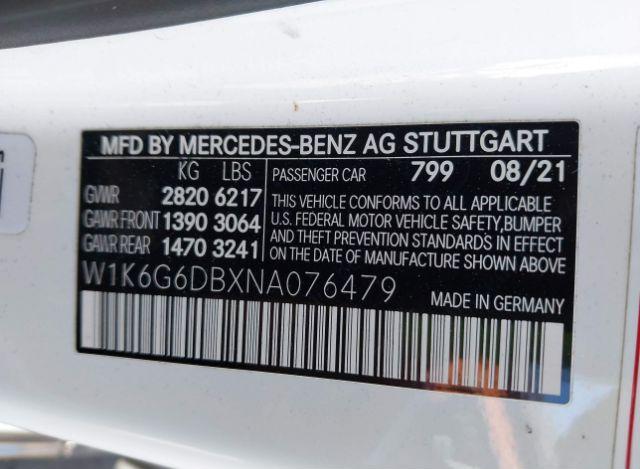 MFD BY MERCEDES-BENZ AG STUTTGART
KG LBS
PASSENGER CAR 799 08/21
GVWR 2820 6217
GAWR FRONT 1390 3064
GAWR REAR 1470 3241
THIS VEHICLE CONFORMS TO ALL APPLICABLE
U.S. FEDERAL MOTOR VEHICLE SAFETY,BUMPER
AND THEFT PREVENTION STANDARDS IN EFFECT
ON THE DATE OF MANUFACTURE SHOWN ABOVE
W1K6G6DBXNA076479
MADE IN GERMANY